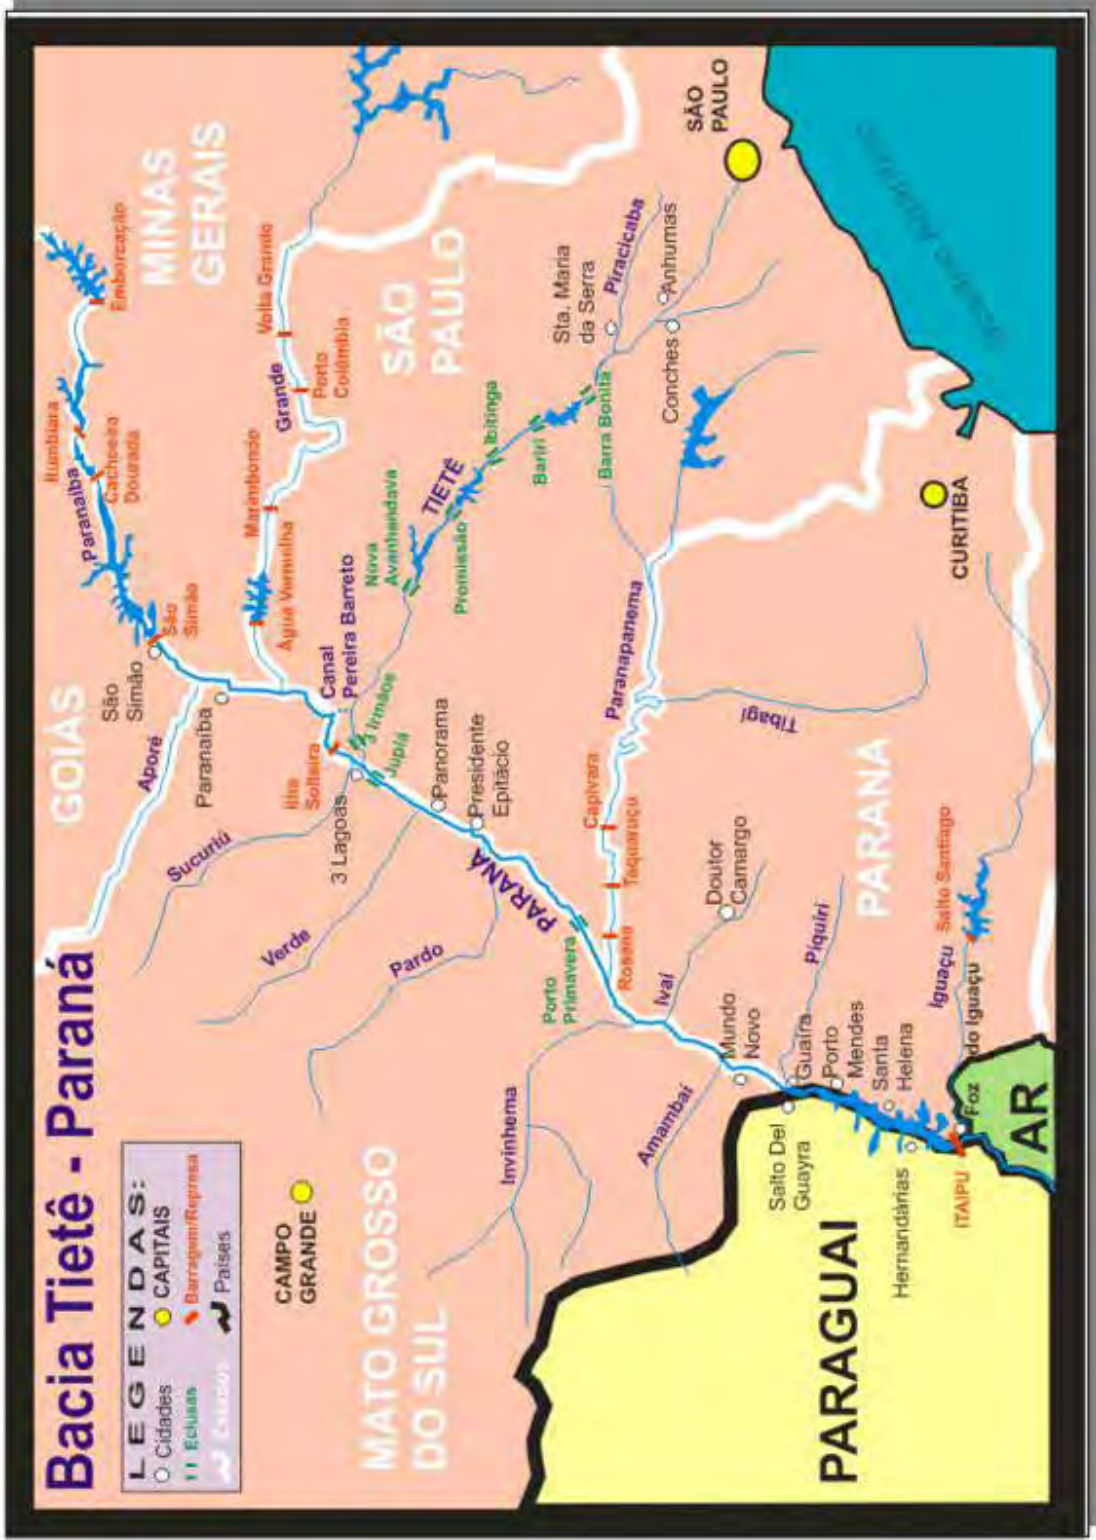 Bacia Tietê - Paraná
LEGENDAS:
Cidades
CAPITAIS
Eclusas
Barragem/Represa
Estados
Países
GOIÁS
MINAS
GERAIS
SÃO
PAULO
MATO GROSSO
DO SUL
PARANA
PARAGUAI
AR
CAMPO
GRANDE
SÃO
PAULO
CURITIBA
Emborcação
Itumbiara
Cachoeira
Dourada
Paranaíba
São
Simão
São
Simão
Volta Grande
Porto
Colômbia
Grande
Marimbondo
Água Vermelha
Aporé
Paranaíba
Ilha
Solteira
Canal
Pereira Barreto
3 Irmãos
Jupiá
3 Lagoas
Sucuriú
Nova
Avanhandava
Promissão
TIETÊ
Ibitinga
Bariri
Barra Bonita
Sta. Maria
da Serra
Piracicaba
Anhumas
Conches
Panorama
Presidente
Epitácio
PARANÁ
Verde
Pardo
Porto
Primavera
Paranapanema
Capivara
Taquaruçu
Rosana
Tibagi
Doutor
Camargo
Ivaí
Piquiri
Invinhema
Amambaí
Mundo
Novo
Guaíra
Porto
Mendes
Santa
Helena
Salto Del
Guayra
Hernandárias
ITAIPU
Foz do Iguaçu
Iguaçu
Salto Santiago